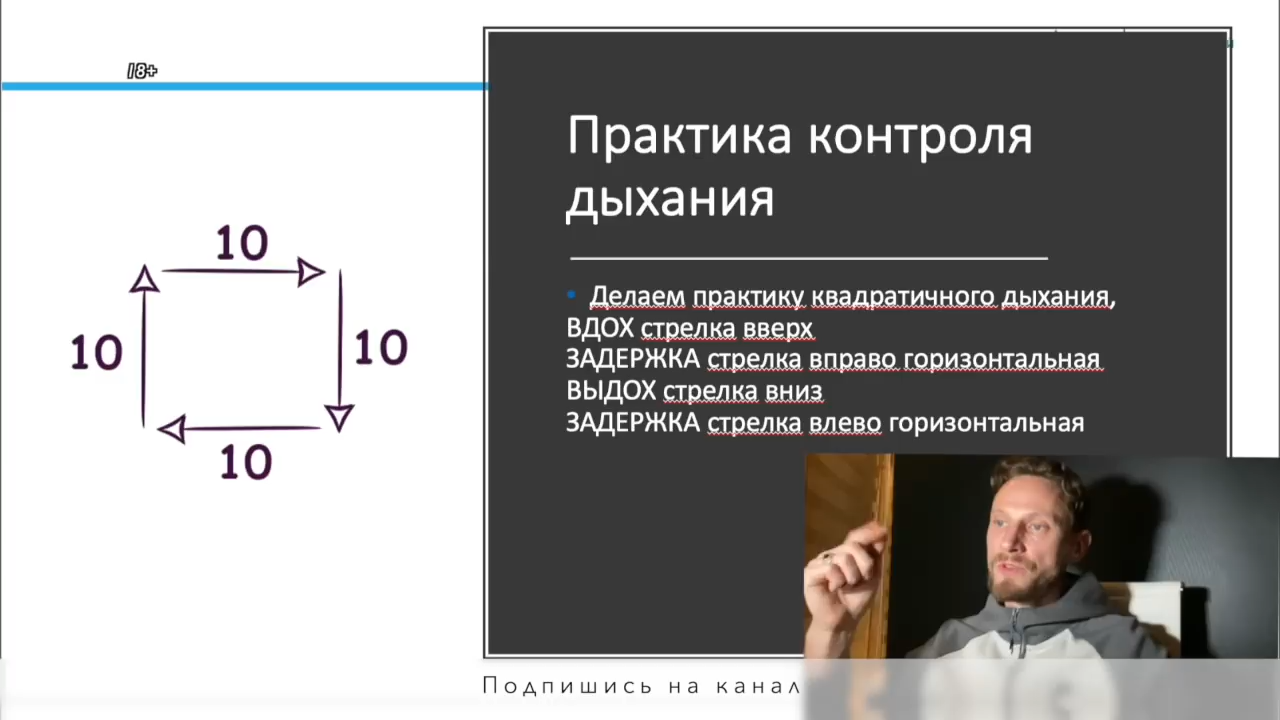 18+
Практика контроля
дыхания
10
10
10
10
• Делаем практику квадратичного дыхания,
ВДОХ стрелка вверх
ЗАДЕРЖКА стрелка вправо горизонтальная
ВЫДОХ стрелка вниз
ЗАДЕРЖКА стрелка влево горизонтальная
Подпишись на канал